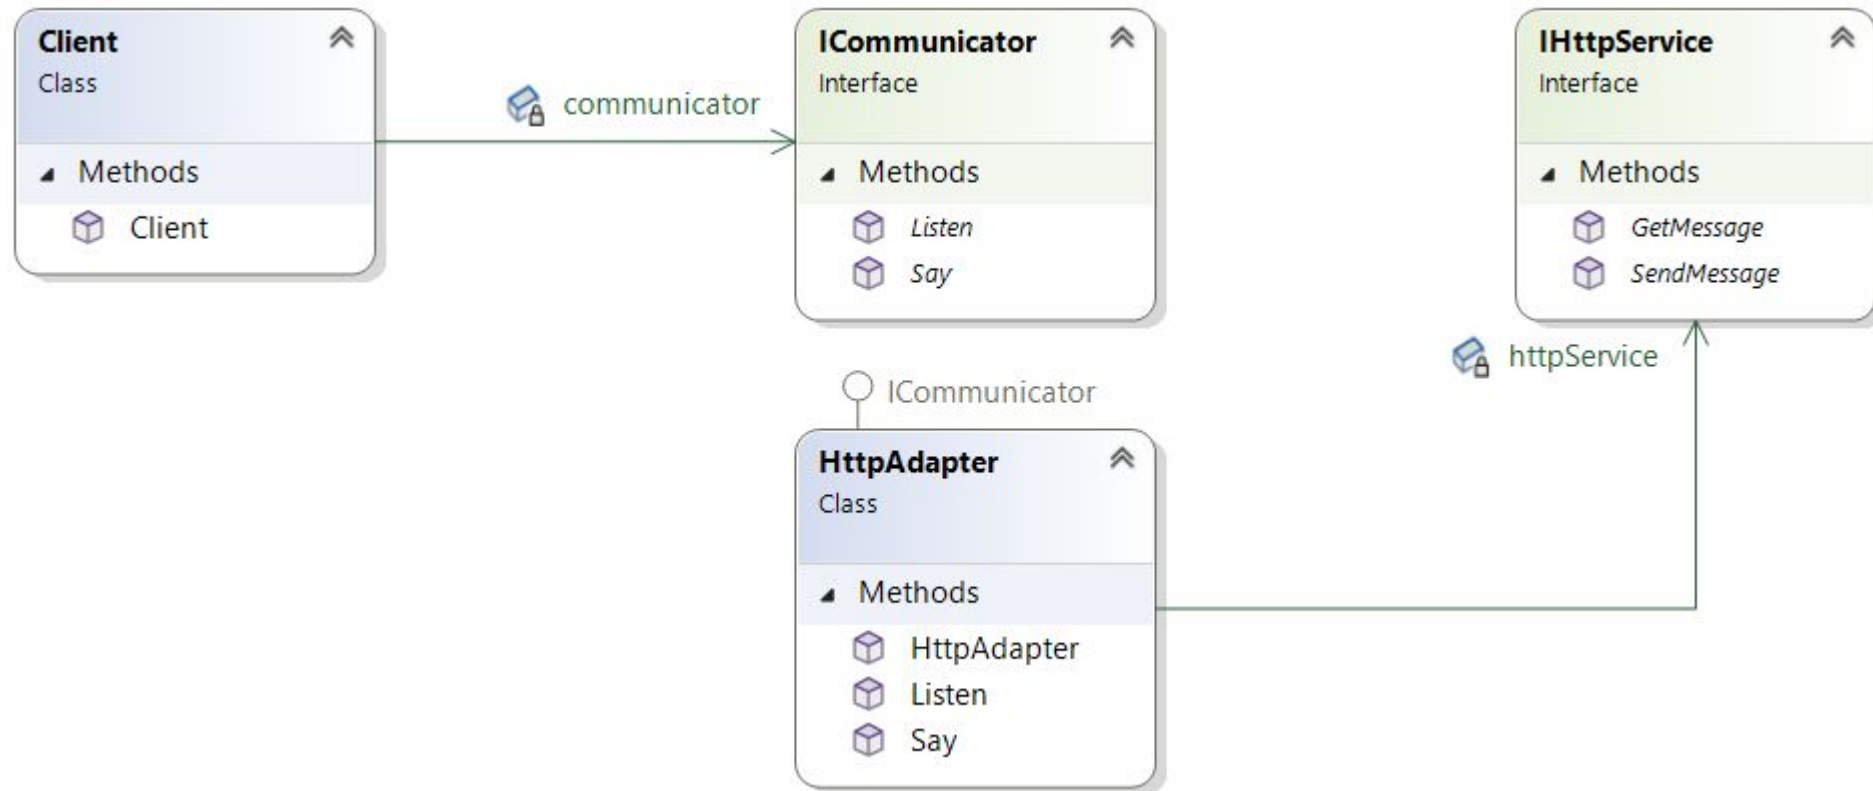 Client
Class
Methods
Client
communicator
ICommunicator
Interface
Methods
Listen
Say
IHttpService
Interface
Methods
GetMessage
SendMessage
httpService
ICommunicator
HttpAdapter
Class
Methods
HttpAdapter
Listen
Say